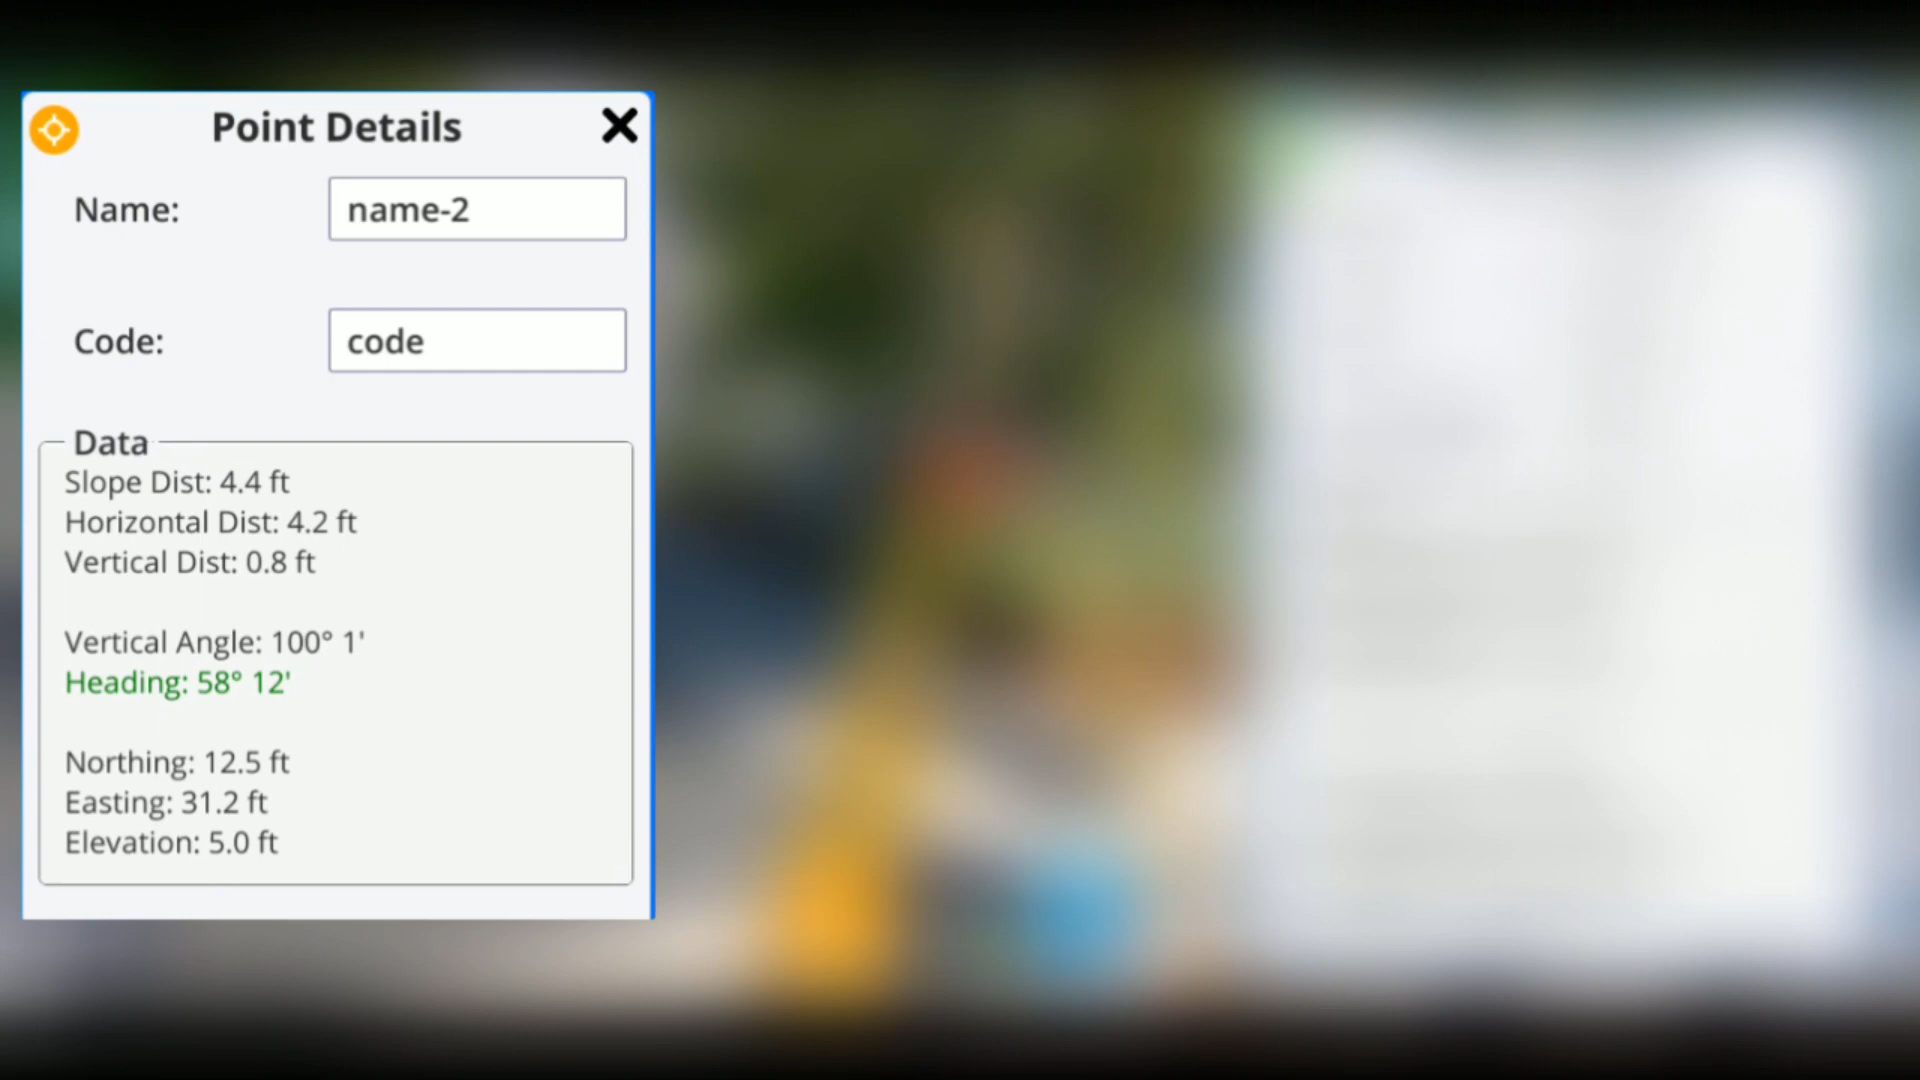 Point Details
Name: name-2
Code: code
Data
Slope Dist: 4.4 ft
Horizontal Dist: 4.2 ft
Vertical Dist: 0.8 ft
Vertical Angle: 100° 1'
Heading: 58° 12'
Northing: 12.5 ft
Easting: 31.2 ft
Elevation: 5.0 ft